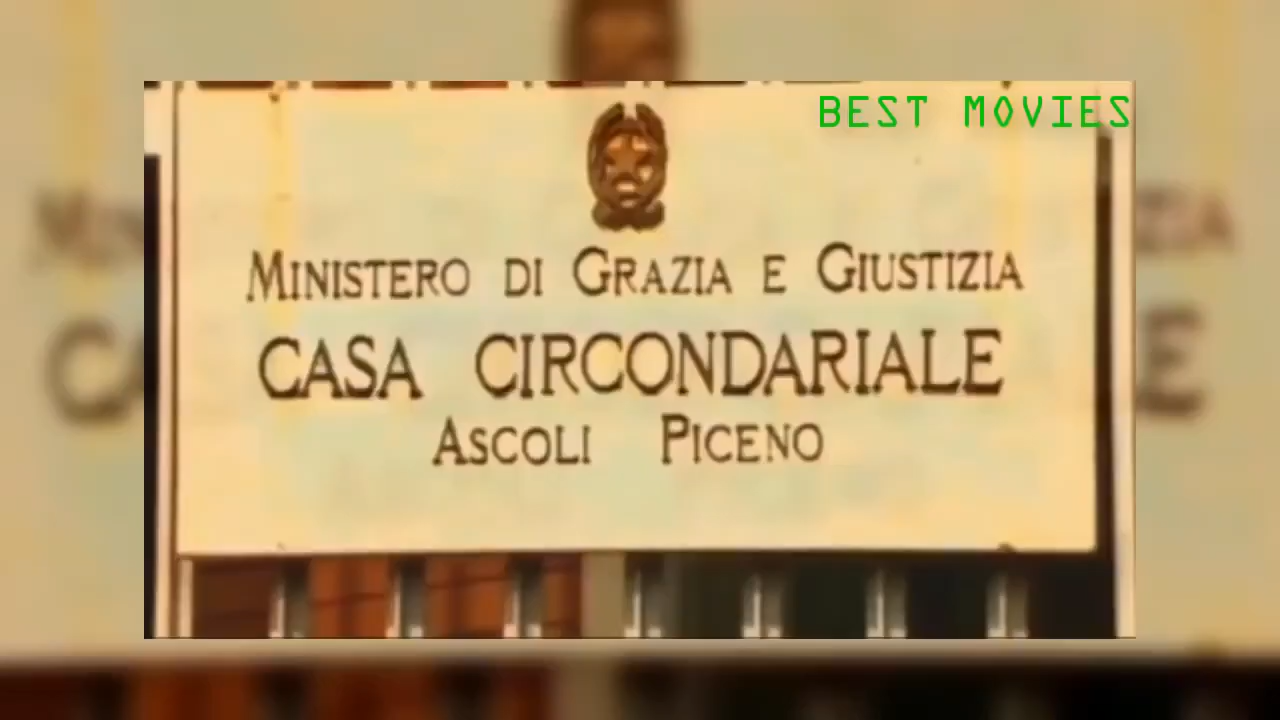 BEST MOVIES
MINISTERO DI GRAZIA E GIUSTIZIA
CASA CIRCONDARIALE
ASCOLI PICENO